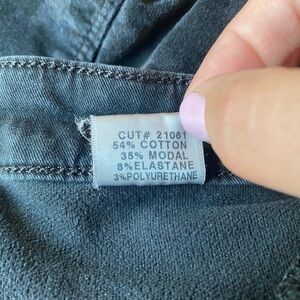 CUT# 21061
54% COTTON
35% MODAL
8%ELASTANE
3%POLYURETHANE